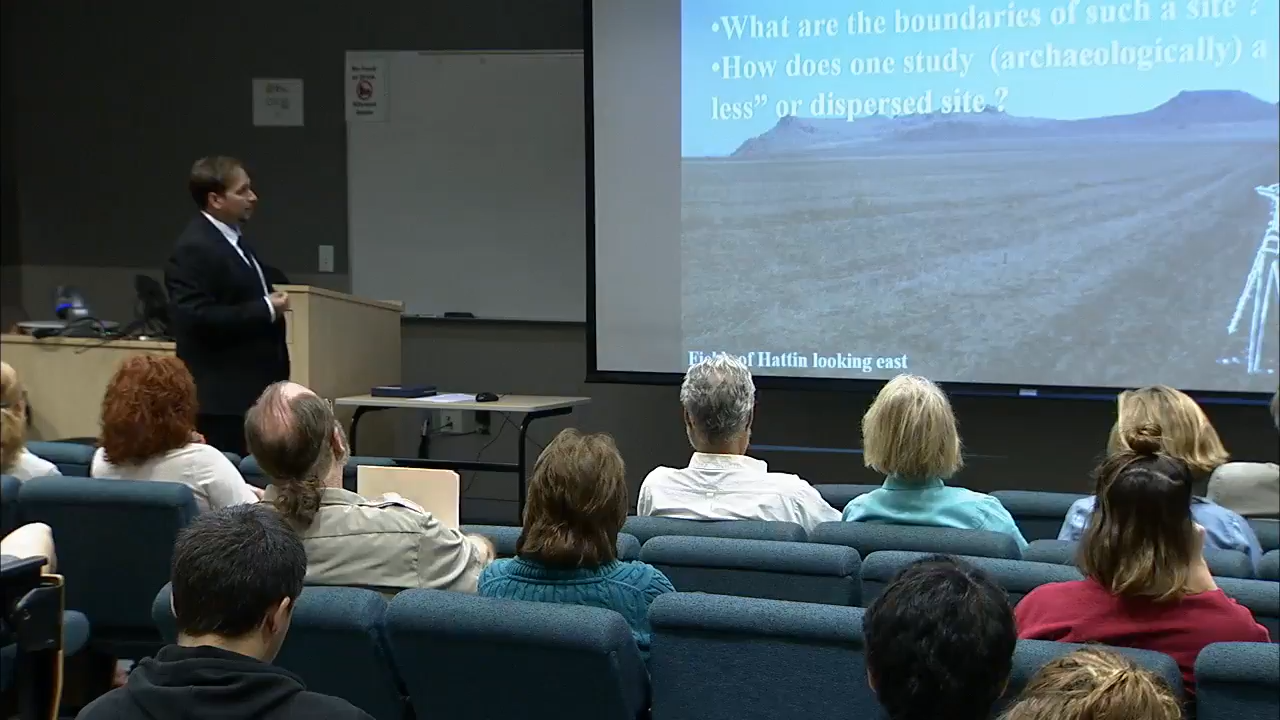 •What are the boundaries of such a site ?
•How does one study (archaeologically) a
less” or dispersed site ?
Fields of Hattin looking east